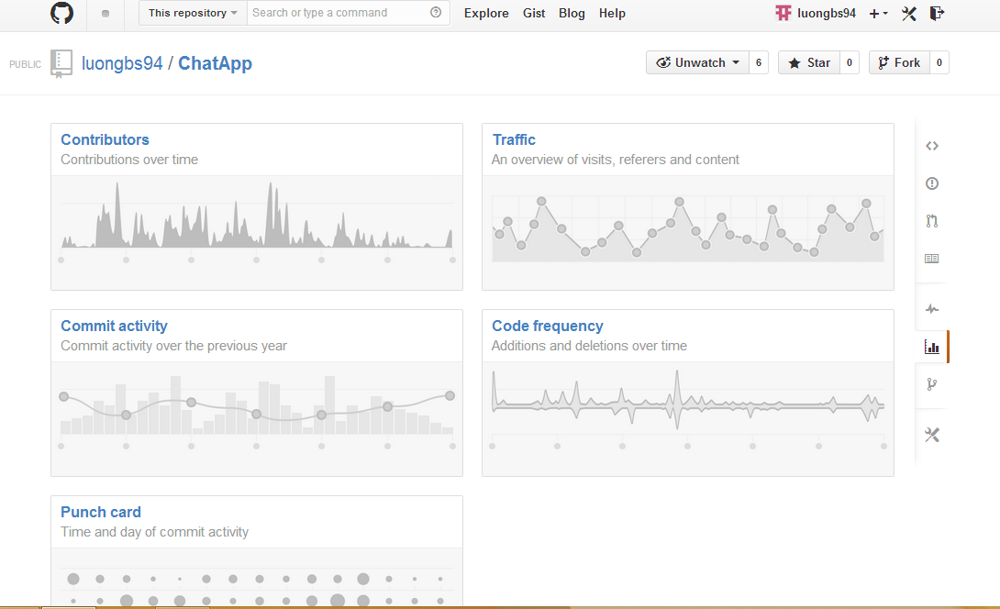 This repository
Search or type a command
Explore Gist Blog Help
luongbs94
PUBLIC luongbs94 / ChatApp
Unwatch 6
Star 0
Fork 0
Contributors
Contributions over time
Traffic
An overview of visits, referers and content
Commit activity
Commit activity over the previous year
Code frequency
Additions and deletions over time
Punch card
Time and day of commit activity